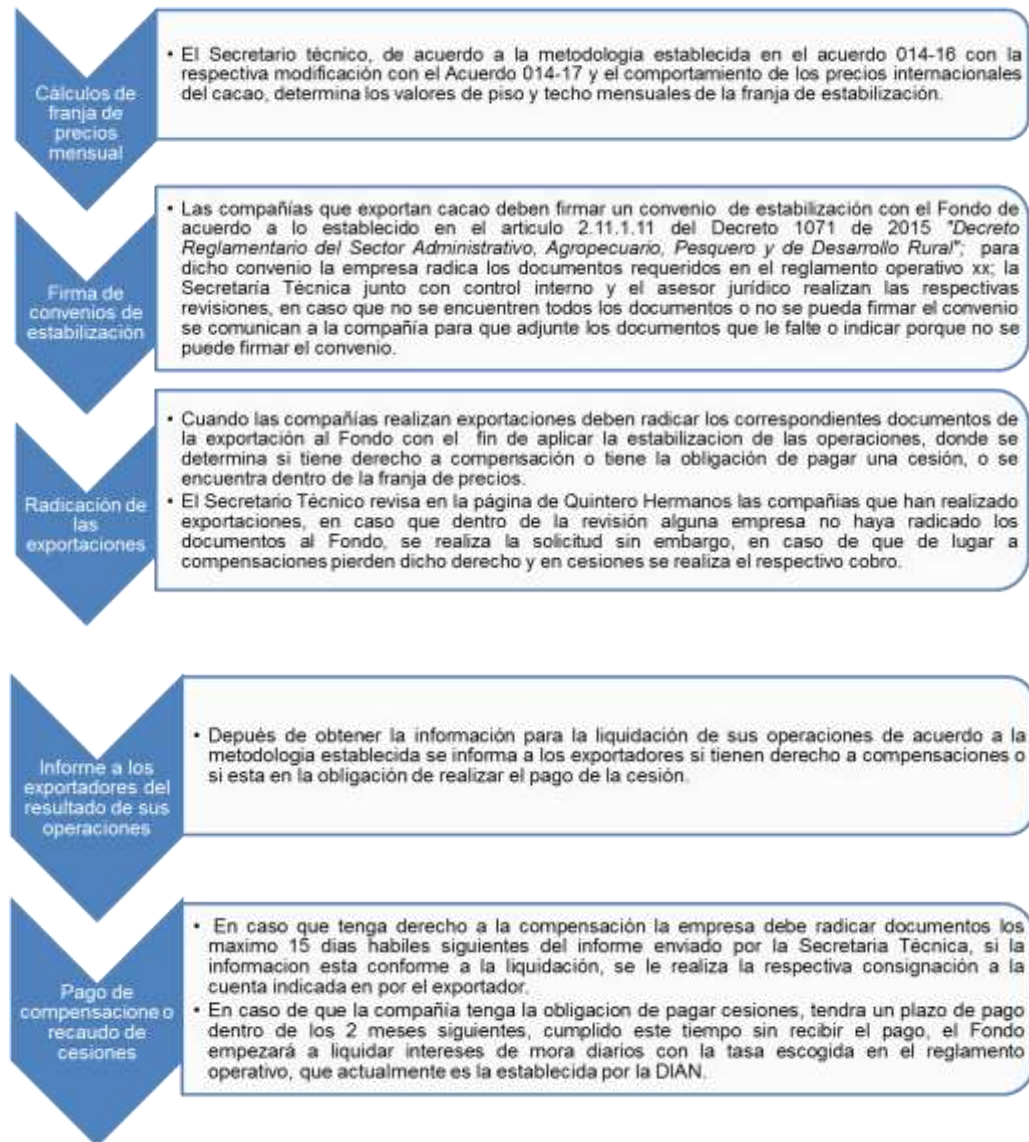 Cálculos de
franja de
precios
mensual
• El Secretario técnico, de acuerdo a la metodologia establecida en el acuerdo 014-16 con la
respectiva modificación con el Acuerdo 014-17 y el comportamiento de los precios internacionales
del cacao, determina los valores de piso y techo mensuales de la franja de estabilización.
Firma de
convenios de
estabilización
• Las compañías que exportan cacao deben firmar un convenio de estabilización con el Fondo de
acuerdo a lo establecido en el articulo 2.11.1.11 del Decreto 1071 de 2015 "Decreto
Reglamentario del Sector Administrativo, Agropecuario, Pesquero y de Desarrollo Rural"; para
dicho convenio la empresa radica los documentos requeridos en el reglamento operativo xx; la
Secretaría Técnica junto con control interno y el asesor jurídico realizan las respectivas
revisiones, en caso que no se encuentren todos los documentos o no se pueda firmar el convenio
se comunican a la compañía para que adjunte los documentos que le falte o indicar porque no se
puede firmar el convenio.
Radicación de
las
exportaciones
• Cuando las compañías realizan exportaciones deben radicar los correspondientes documentos de
la exportación al Fondo con el fin de aplicar la estabilizacion de las operaciones, donde se
determina si tiene derecho a compensación o tiene la obligación de pagar una cesión, o se
encuentra dentro de la franja de precios.
• El Secretario Técnico revisa en la página de Quintero Hermanos las compañias que han realizado
exportaciones, en caso que dentro de la revisión alguna empresa no haya radicado los
documentos al Fondo, se realiza la solicitud sin embargo, en caso de que de lugar a
compensaciones pierden dicho derecho y en cesiones se realiza el respectivo cobro.
Informe a los
exportadores del
resultado de sus
operaciones
• Depués de obtener la información para la liquidación de sus operaciones de acuerdo a la
metodologia establecida se informa a los exportadores si tienen derecho a compensaciones o
si esta en la obligación de realizar el pago de la cesión.
Pago de
compensacione o
recaudo de
cesiones
• En caso que tenga derecho a la compensación la empresa debe radicar documentos los
maximo 15 dias habiles siguientes del informe enviado por la Secretaria Técnica, si la
informacion esta conforme a la liquidación, se le realiza la respectiva consignación a la
cuenta indicada en por el exportador.
• En caso de que la compañía tenga la obligacion de pagar cesiones, tendra un plazo de pago
dentro de los 2 meses siguientes, cumplido este tiempo sin recibir el pago, el Fondo
empezará a liquidar intereses de mora diarios con la tasa escogida en el reglamento
operativo, que actualmente es la establecida por la DIAN.